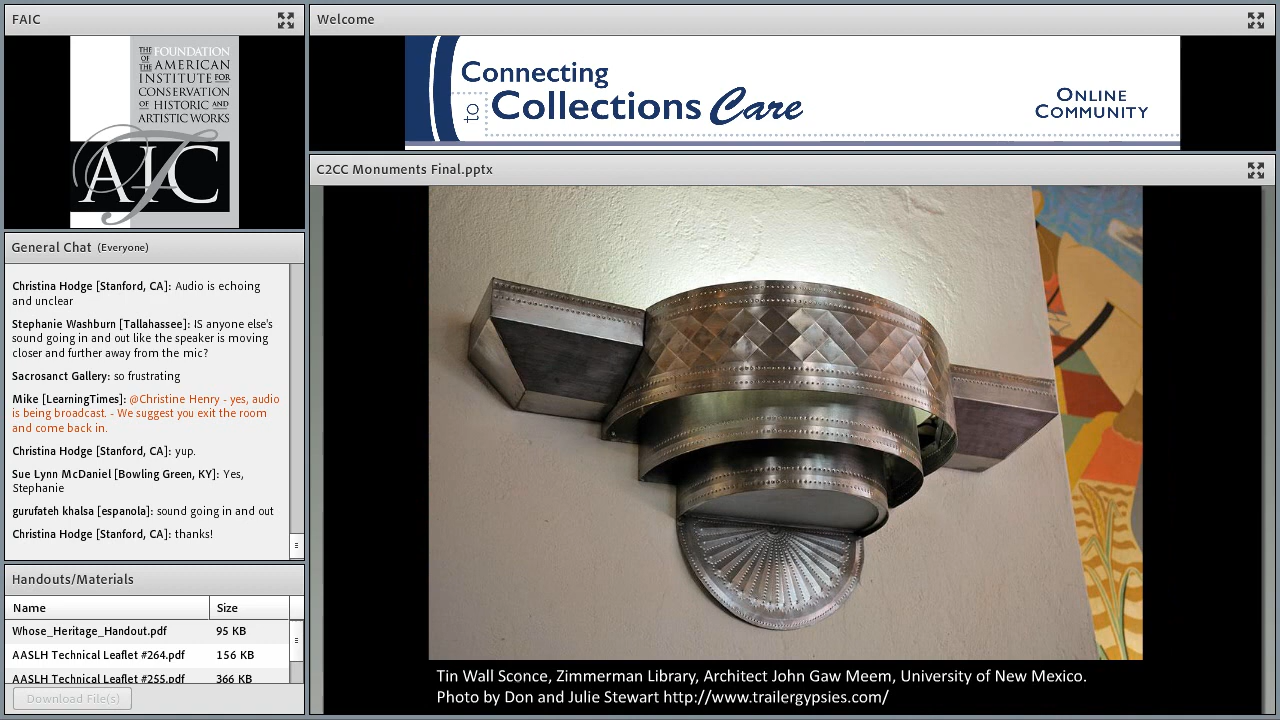 FAIC
THE FOUNDATION
OF THE AMERICAN
INSTITUTE FOR
CONSERVATION
OF HISTORIC AND
ARTISTIC WORKS
AIC
General Chat (Everyone)
Christina Hodge [Stanford, CA]: Audio is echoing
and unclear
Stephanie Washburn [Tallahassee]: IS anyone else's
sound going in and out like the speaker is moving
closer and further away from the mic?
Sacrosanct Gallery: so frustrating
Mike [LearningTimes]: @Christine Henry - yes, audio
is being broadcast. - We suggest you exit the room
and come back in.
Christina Hodge [Stanford, CA]: yup.
Sue Lynn McDaniel [Bowling Green, KY]: Yes,
Stephanie
gurufateh khalsa [espanola]: sound going in and out
Christina Hodge [Stanford, CA]: thanks!
Handouts/Materials
Name Size
Whose_Heritage_Handout.pdf 95 KB
AASLH Technical Leaflet #264.pdf 156 KB
AASLH Technical Leaflet #255.pdf 366 KB
Download File(s)
Welcome
Connecting
to Collections Care
ONLINE
COMMUNITY
C2CC Monuments Final.pptx
Tin Wall Sconce, Zimmerman Library, Architect John Gaw Meem, University of New Mexico.
Photo by Don and Julie Stewart http://www.trailergypsies.com/